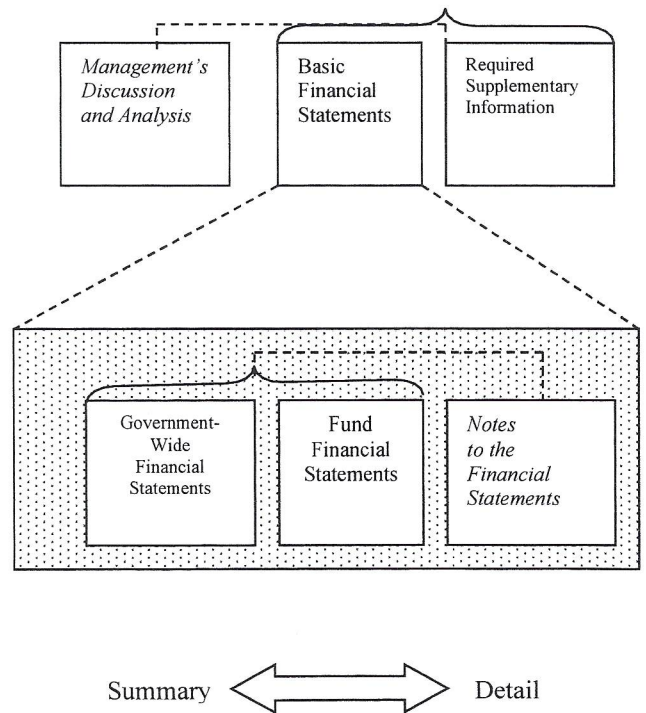 Management's
Discussion
and Analysis
Basic
Financial
Statements
Required
Supplementary
Information
Government-
Wide
Financial
Statements
Fund
Financial
Statements
Notes
to the
Financial
Statements
Summary
Detail